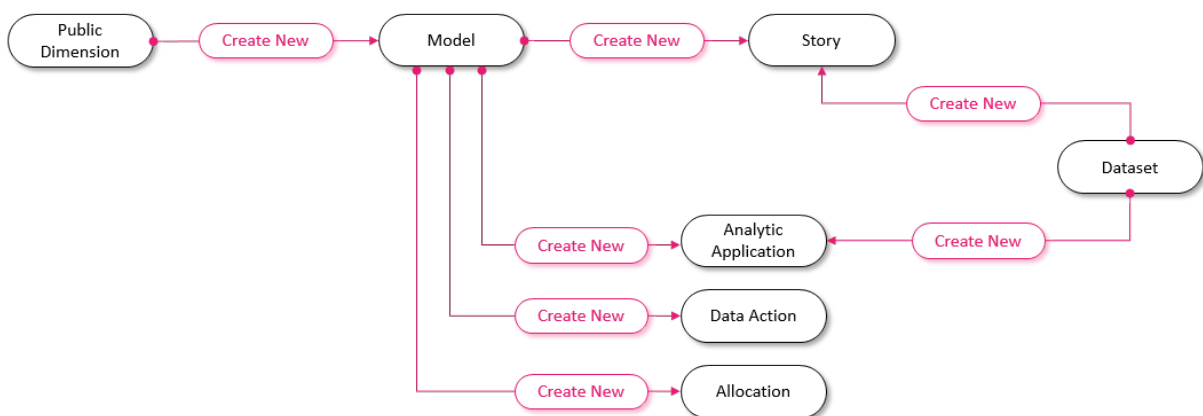 Public
Dimension
Create New
Model
Create New
Story
Create New
Dataset
Create New
Analytic
Application
Create New
Create New
Data Action
Create New
Allocation